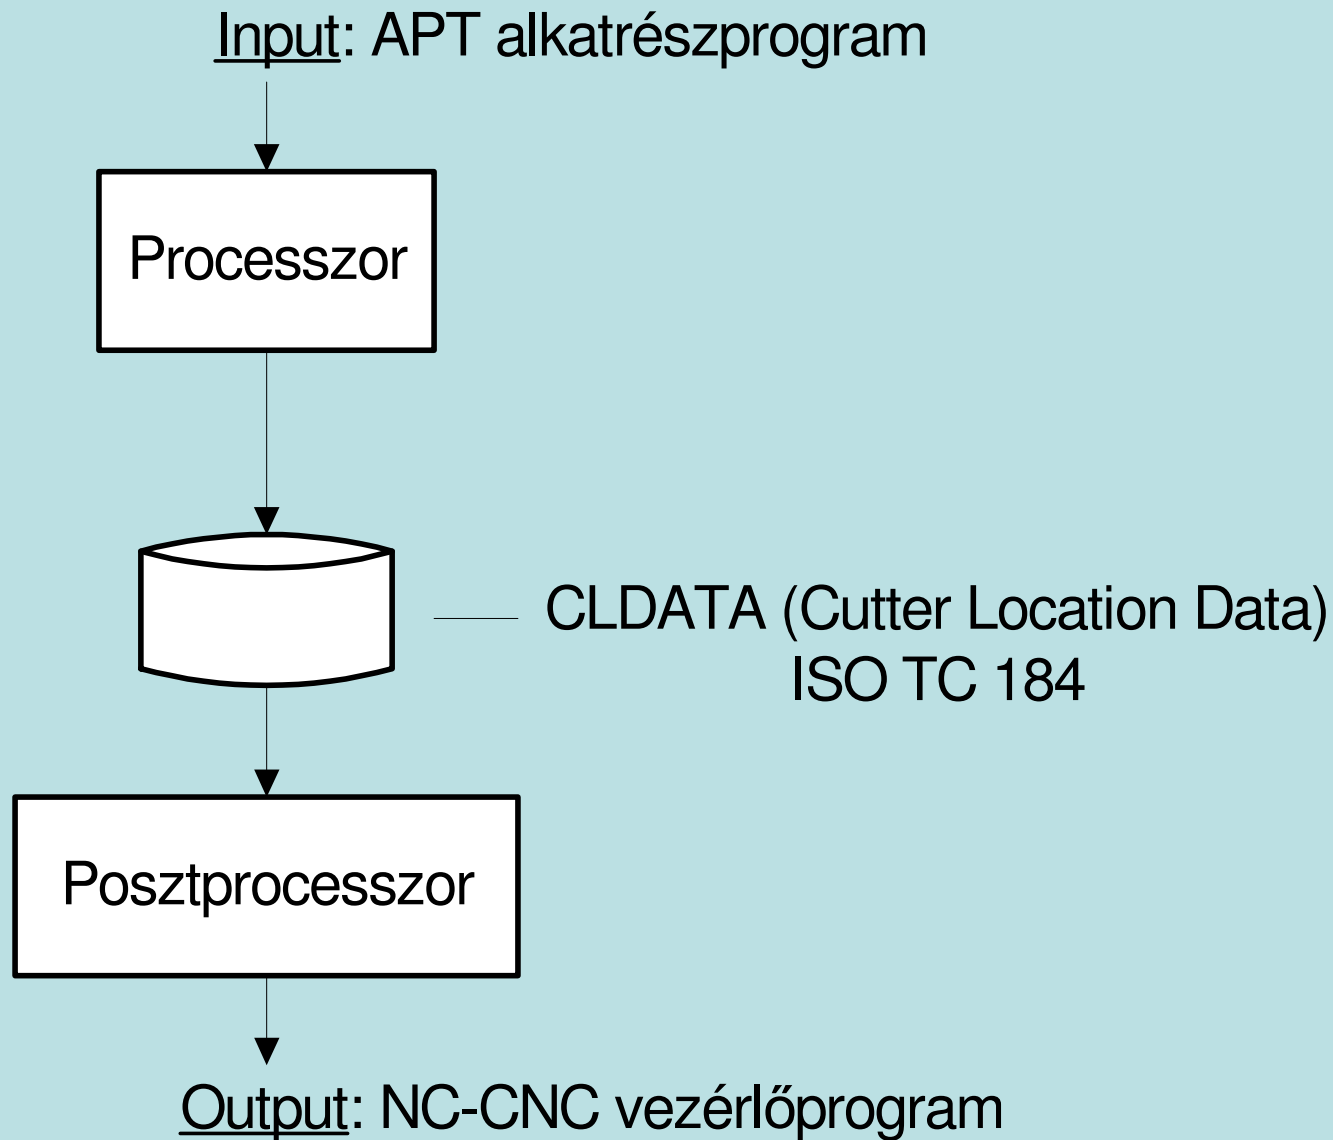 Input: APT alkatrészprogram
Processzor
CLDATA (Cutter Location Data)
ISO TC 184
Posztprocesszor
Output: NC-CNC vezérlőprogram